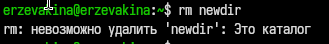 erzevakina@erzevakina:~$ rm newdir
rm: невозможно удалить 'newdir': Это каталог